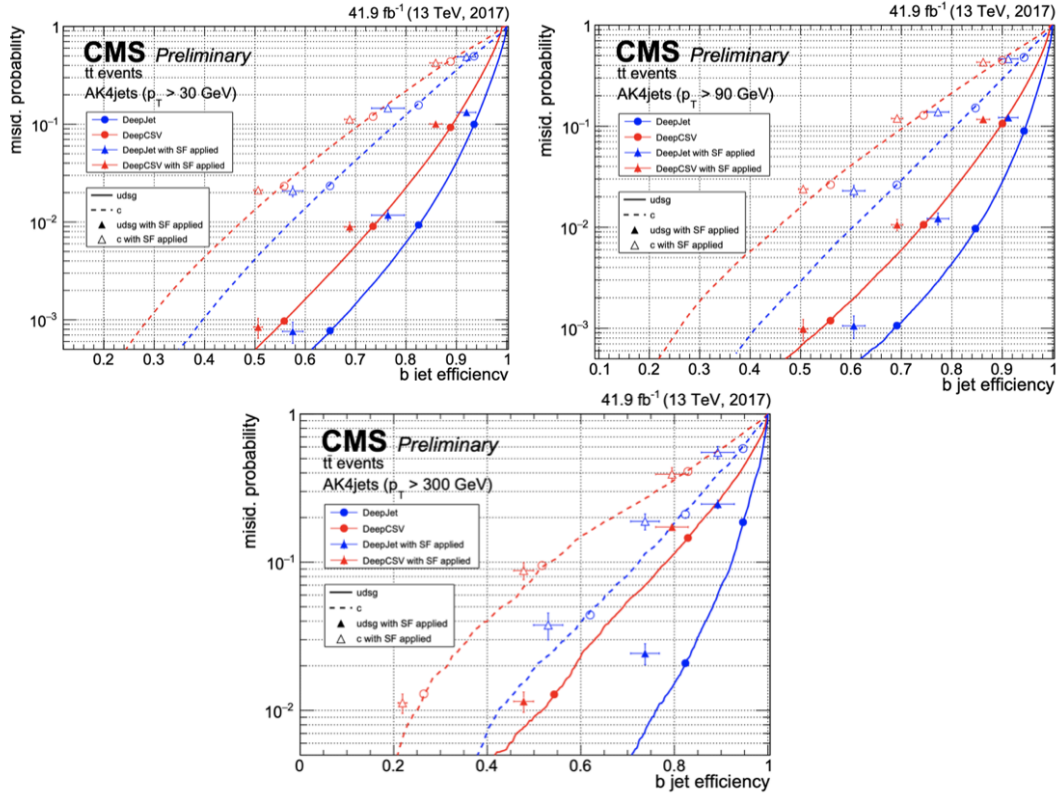 41.9 fb⁻¹ (13 TeV, 2017)
CMS Preliminary
tt̄ events
AK4jets (p_T > 30 GeV)
DeepJet
DeepCSV
DeepJet with SF applied
DeepCSV with SF applied
udsg
c
udsg with SF applied
c with SF applied
misid. probability
1
10⁻¹
10⁻²
10⁻³
0.2 0.3 0.4 0.5 0.6 0.7 0.8 0.9 1
b jet efficiency
41.9 fb⁻¹ (13 TeV, 2017)
CMS Preliminary
tt̄ events
AK4jets (p_T > 90 GeV)
DeepJet
DeepCSV
DeepJet with SF applied
DeepCSV with SF applied
udsg
c
udsg with SF applied
c with SF applied
misid. probability
1
10⁻¹
10⁻²
10⁻³
0.1 0.2 0.3 0.4 0.5 0.6 0.7 0.8 0.9 1
b jet efficiency
41.9 fb⁻¹ (13 TeV, 2017)
CMS Preliminary
tt̄ events
AK4jets (p_T > 300 GeV)
DeepJet
DeepCSV
DeepJet with SF applied
DeepCSV with SF applied
udsg
c
udsg with SF applied
c with SF applied
misid. probability
1
10⁻¹
10⁻²
0 0.2 0.4 0.6 0.8 1
b jet efficiency